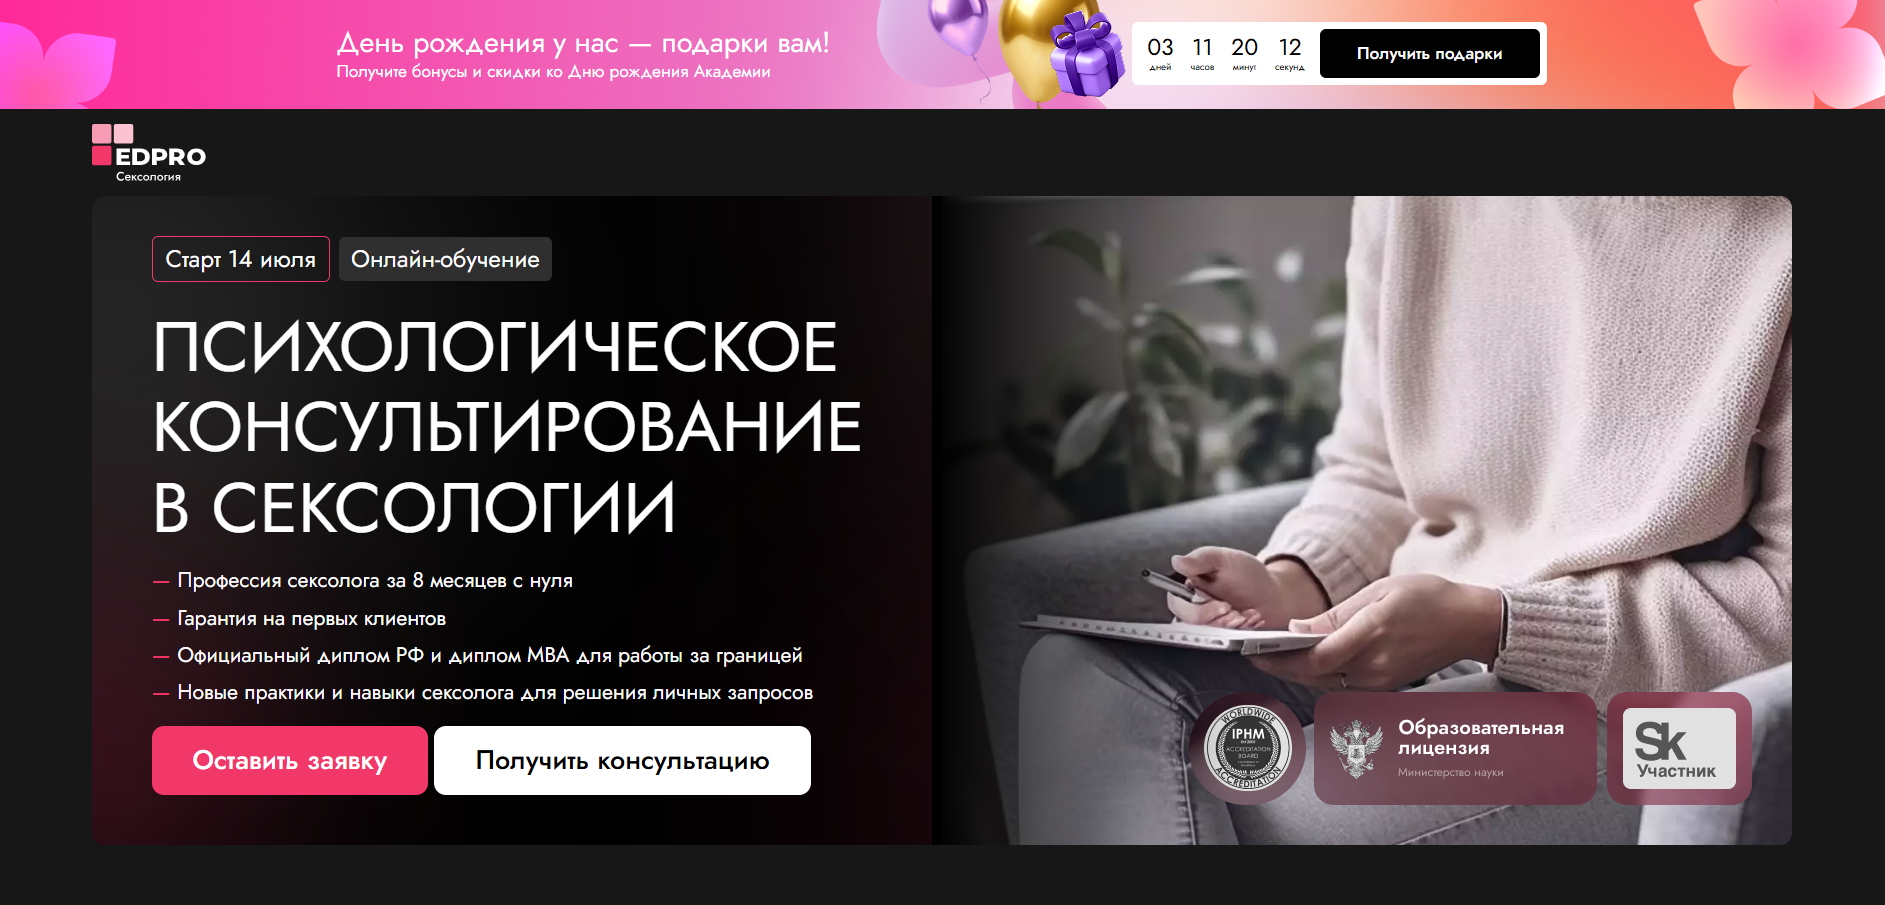 День рождения у нас — подарки вам!
Получите бонусы и скидки ко Дню рождения Академии
03 11 20 12
дней часов минут секунд
Получить подарки
EDPRO
Сексология
Старт 14 июля
Онлайн-обучение
ПСИХОЛОГИЧЕСКОЕ
КОНСУЛЬТИРОВАНИЕ
В СЕКСОЛОГИИ
— Профессия сексолога за 8 месяцев с нуля
— Гарантия на первых клиентов
— Официальный диплом РФ и диплом MBA для работы за границей
— Новые практики и навыки сексолога для решения личных запросов
Оставить заявку
Получить консультацию
WORLDWIDE
IPHM
ACCREDITATION
BOARD
ACCREDITATION
Образовательная
лицензия
Министерство науки
Sk
Участник